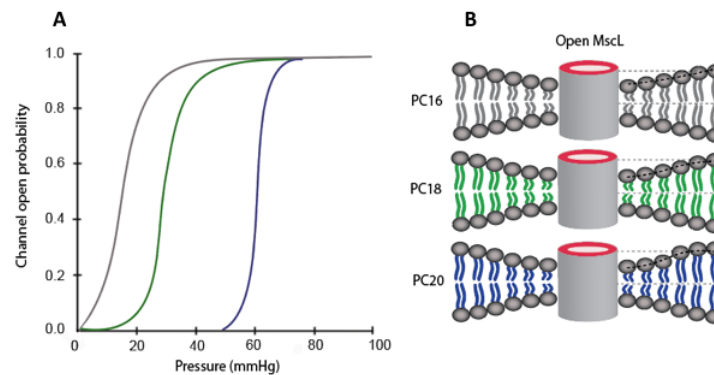 A
Channel open probability
1.0
0.8
0.6
0.4
0.2
0.0
0
20
40
60
80
100
Pressure (mmHg)
B
Open MscL
PC16
PC18
PC20